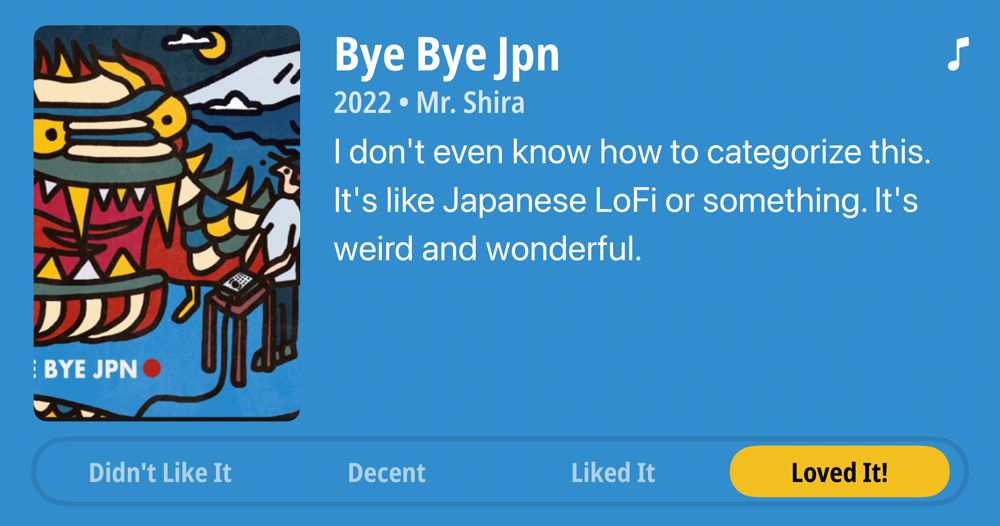 Bye Bye Jpn
2022 • Mr. Shira
I don't even know how to categorize this.
It's like Japanese LoFi or something. It's
weird and wonderful.
E BYE JPN
Didn't Like It
Decent
Liked It
Loved It!